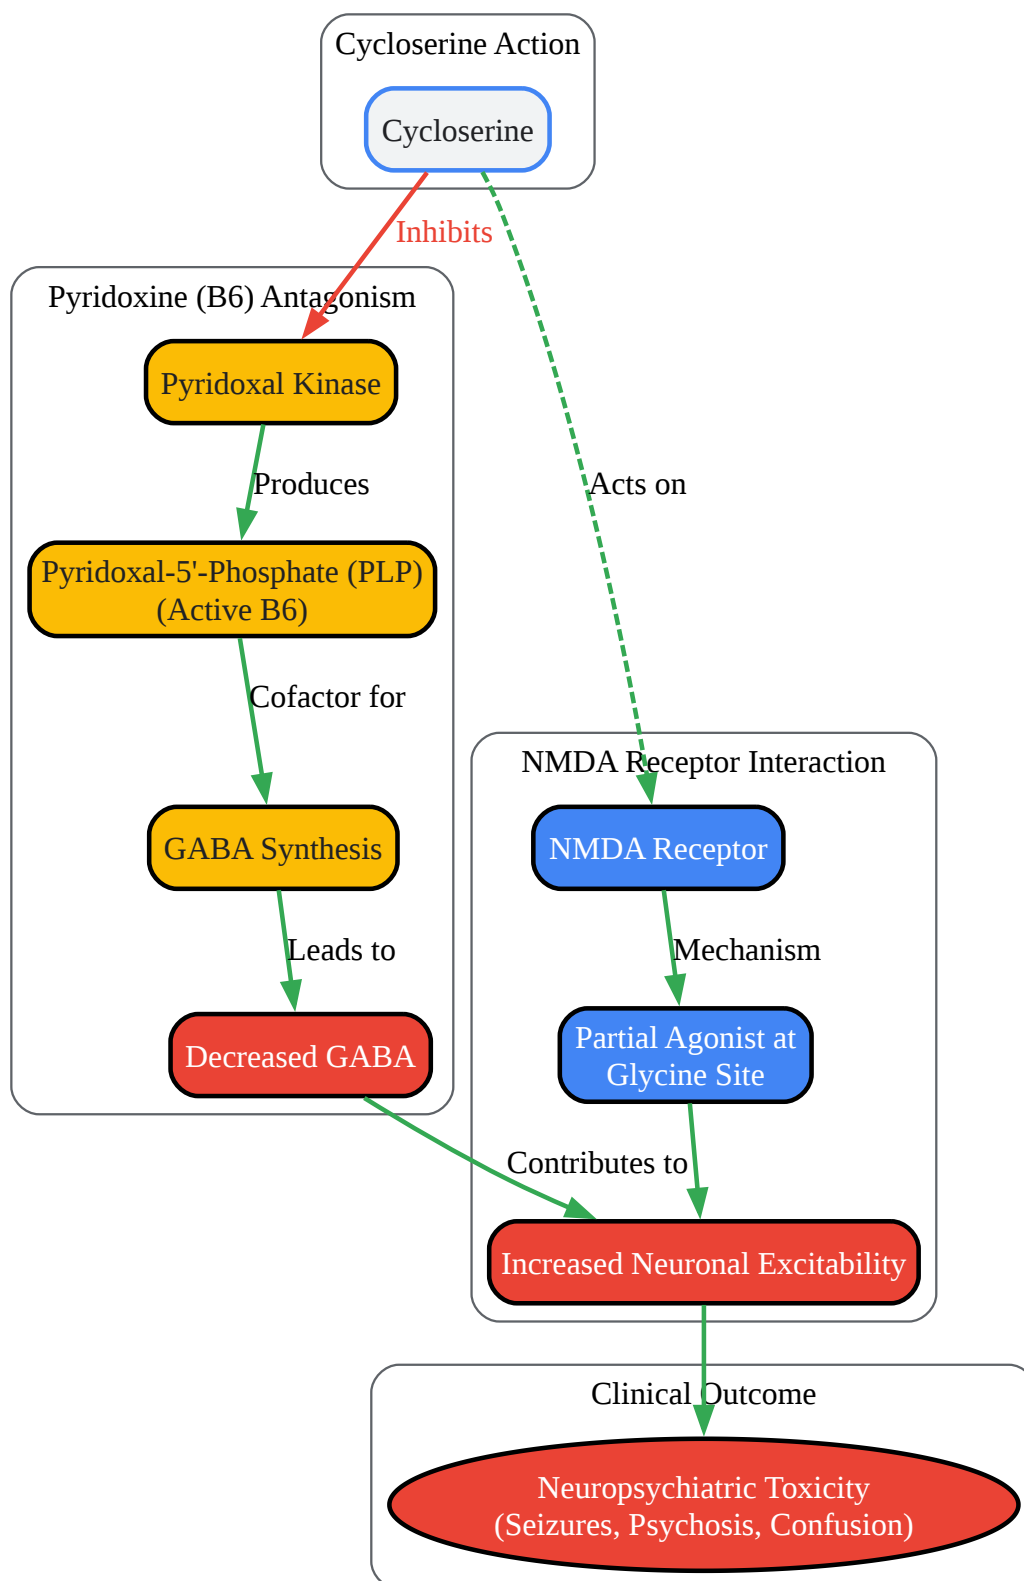 Cycloserine Action
Cycloserine
Inhibits
Pyridoxine (B6) Antagonism
Pyridoxal Kinase
Produces
Acts on
Pyridoxal-5'-Phosphate (PLP)
(Active B6)
Cofactor for
NMDA Receptor Interaction
GABA Synthesis
NMDA Receptor
Leads to
Mechanism
Decreased GABA
Partial Agonist at
Glycine Site
Contributes to
Increased Neuronal Excitability
Clinical Outcome
Neuropsychiatric Toxicity
(Seizures, Psychosis, Confusion)